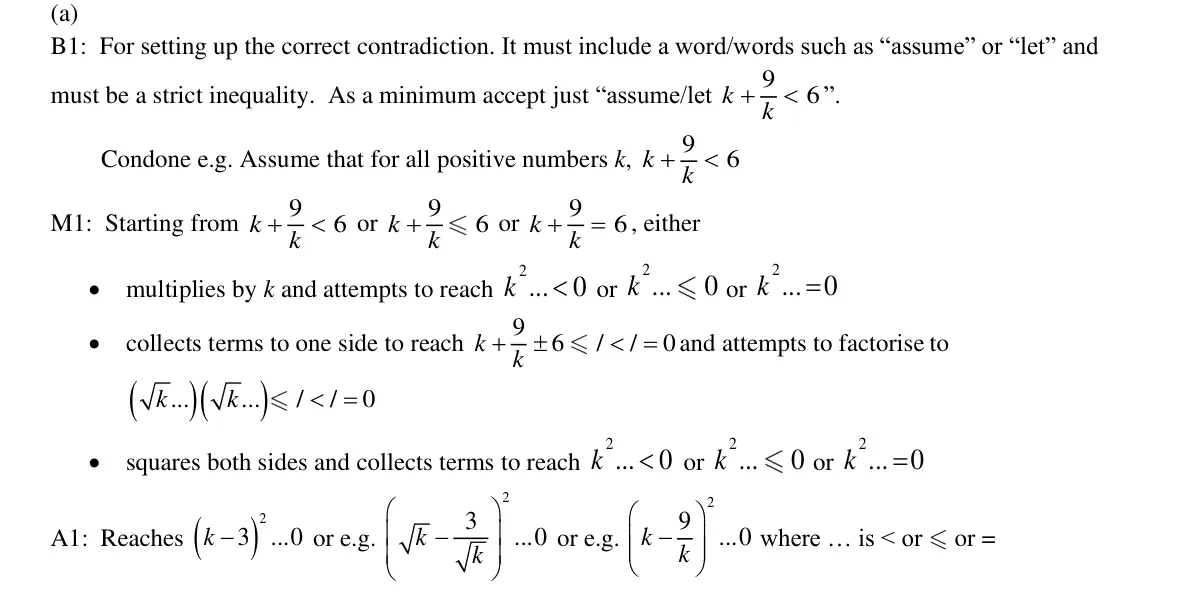 (a)
B1:  For setting up the correct contradiction. It must include a word/words such as “assume” or “let” and
must be a strict inequality.  As a minimum accept just “assume/let k + 9/k < 6”.
Condone e.g. Assume that for all positive numbers k, k + 9/k < 6
M1:  Starting from k + 9/k < 6 or k + 9/k ⩽ 6 or k + 9/k = 6, either
• multiplies by k and attempts to reach k²...<0 or k²...⩽0 or k²...=0
• collects terms to one side to reach k + 9/k ± 6 ⩽ / < / = 0 and attempts to factorise to
(√k...)(√k...) ⩽ / < / = 0
• squares both sides and collects terms to reach k²...<0 or k²...⩽0 or k²...=0
A1:  Reaches (k − 3)²...0 or e.g. (√k − 3/√k)²...0 or e.g. (k − 9/k)²...0 where … is < or ⩽ or =